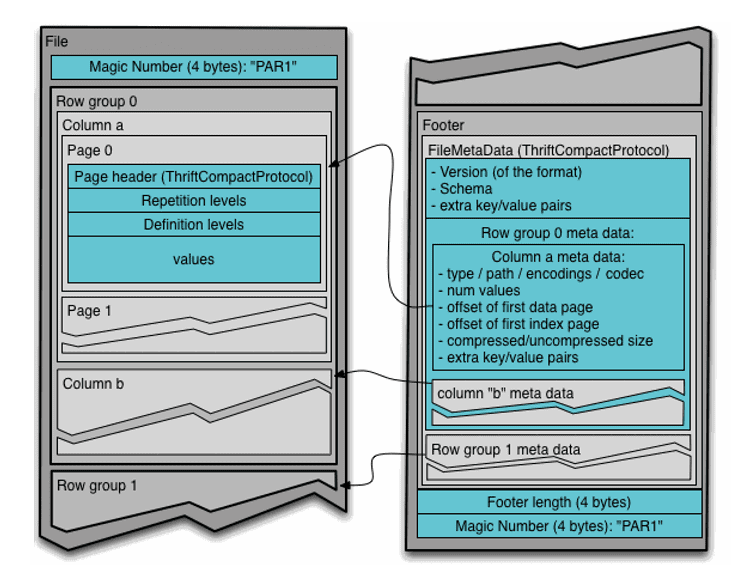 File
Magic Number (4 bytes): "PAR1"
Row group 0
Column a
Page 0
Page header (ThriftCompactProtocol)
Repetition levels
Definition levels
values
Page 1
Column b
Row group 1
Footer
FileMetaData (ThriftCompactProtocol)
- Version (of the format)
- Schema
- extra key/value pairs
Row group 0 meta data:
Column a meta data:
- type / path / encodings / codec
- num values
- offset of first data page
- offset of first index page
- compressed/uncompressed size
- extra key/value pairs
column "b" meta data
Row group 1 meta data
Footer length (4 bytes)
Magic Number (4 bytes): "PAR1"